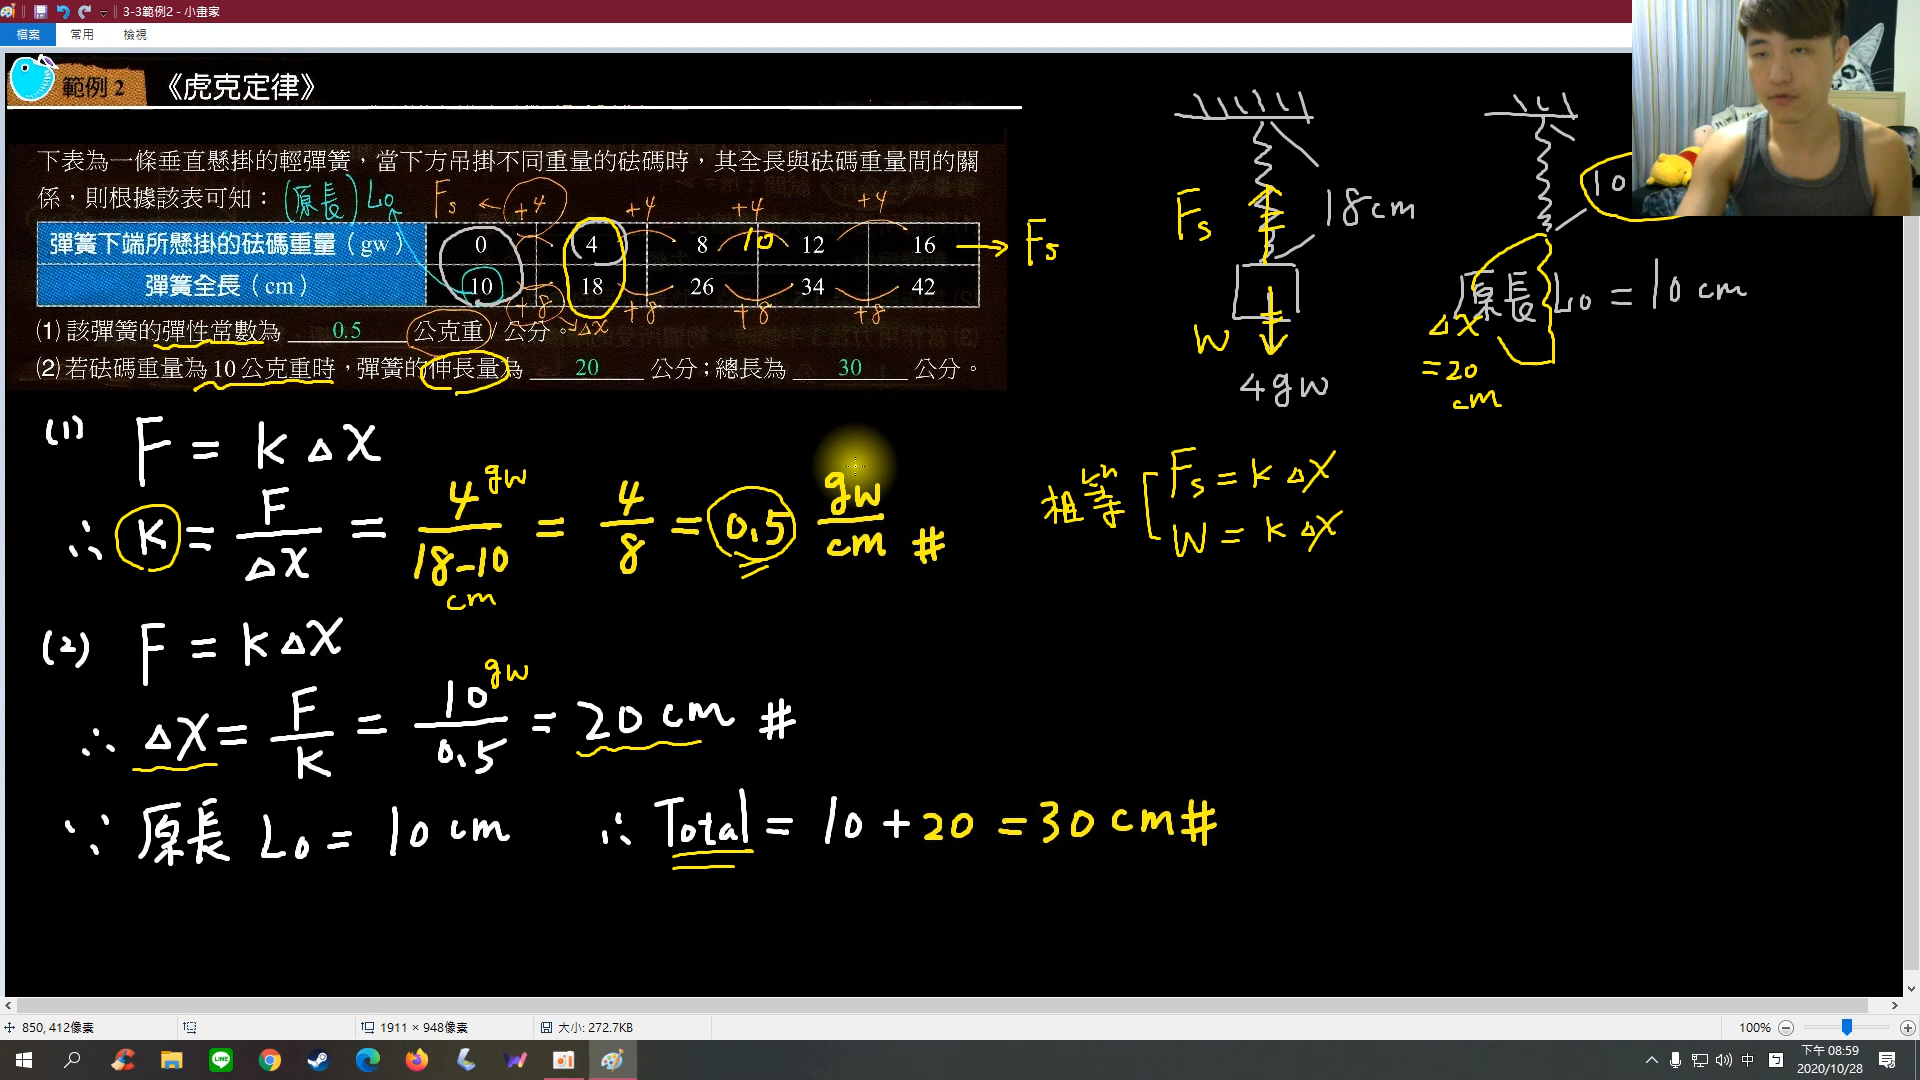 3-3範例2 - 小畫家
檔案 常用 檢視
範例 2 《虎克定律》
下表為一條垂直懸掛的輕彈簧,當下方吊掛不同重量的砝碼時,其全長與砝碼重量間的關
係,則根據該表可知:(原長) L₀ Fs ← +4 +4 +4 +4
彈簧下端所懸掛的砝碼重量(gw) 0 4 8 10 12 16 → Fs
彈簧全長(cm) 10 18 26 34 42
+8 +8 +8 +8
(1) 該彈簧的彈性常數為 0.5 公克重/公分。 ΔX
(2) 若砝碼重量為 10 公克重時,彈簧的伸長量為 20 公分;總長為 30 公分。
Fs 18cm
W
4gw
10
原長 L₀ = 10 cm
ΔX
= 20
cm
(1) F = K ΔX
∴ K = F/ΔX = 4gw/18-10 cm = 4/8 = 0.5 gw/cm #
相等 Fs = K ΔX
W = K ΔX
(2) F = K ΔX
∴ ΔX = F/K = 10gw/0.5 = 20 cm #
∵ 原長 L₀ = 10 cm ∴ Total = 10 + 20 = 30 cm #
850, 412像素 1911 × 948像素 大小: 272.7KB 100%
中 下午 08:59
2020/10/28